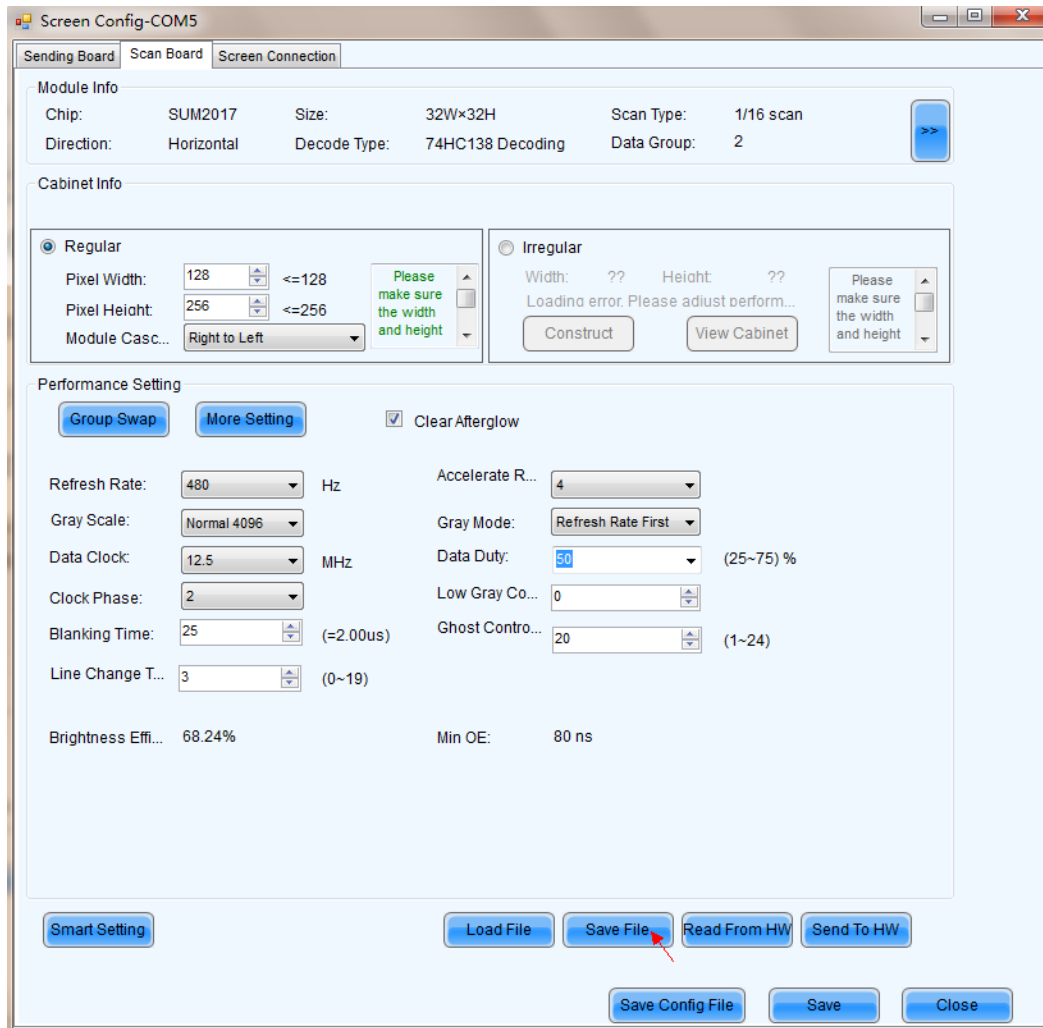 Screen Config-COM5
Sending Board Scan Board Screen Connection
Module Info
Chip: SUM2017 Size: 32W×32H Scan Type: 1/16 scan
Direction: Horizontal Decode Type: 74HC138 Decoding Data Group: 2
>>
Cabinet Info
Regular
Pixel Width: 128 <=128
Pixel Height: 256 <=256
Module Casc... Right to Left
Please
make sure
the width
and height
Irregular
Width: ?? Height: ??
Loading error. Please adjust perform...
Construct View Cabinet
Please
make sure
the width
and height
Performance Setting
Group Swap More Setting Clear Afterglow
Refresh Rate: 480 Hz Accelerate R... 4
Gray Scale: Normal 4096 Gray Mode: Refresh Rate First
Data Clock: 12.5 MHz Data Duty: 50 (25~75) %
Clock Phase: 2 Low Gray Co... 0
Blanking Time: 25 (=2.00us) Ghost Contro... 20 (1~24)
Line Change T... 3 (0~19)
Brightness Effi... 68.24% Min OE: 80 ns
Smart Setting Load File Save File Read From HW Send To HW
Save Config File Save Close